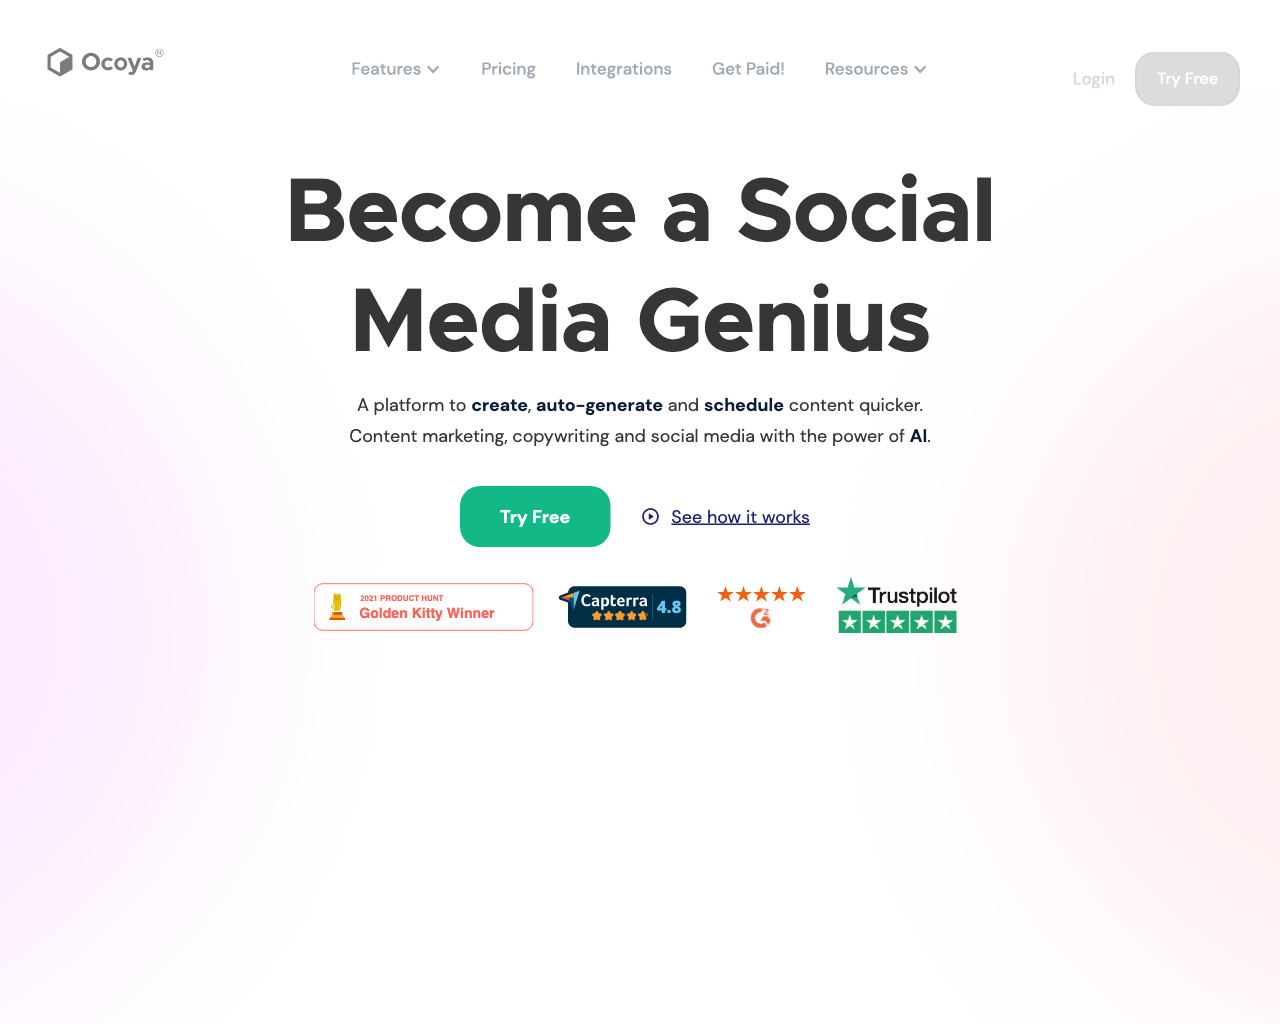 Ocoya®
Features
Pricing
Integrations
Get Paid!
Resources
Login
Try Free
Become a Social
Media Genius
A platform to create, auto-generate and schedule content quicker.
Content marketing, copywriting and social media with the power of AI.
Try Free
See how it works
2021 PRODUCT HUNT
Golden Kitty Winner
Capterra
4.8
G2
Trustpilot